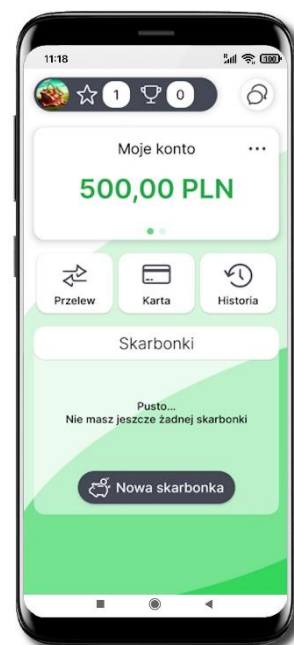 11:18
100
1
0
Moje konto
500,00 PLN
Przelew
Karta
Historia
Skarbonki
Pusto...
Nie masz jeszcze żadnej skarbonki
Nowa skarbonka